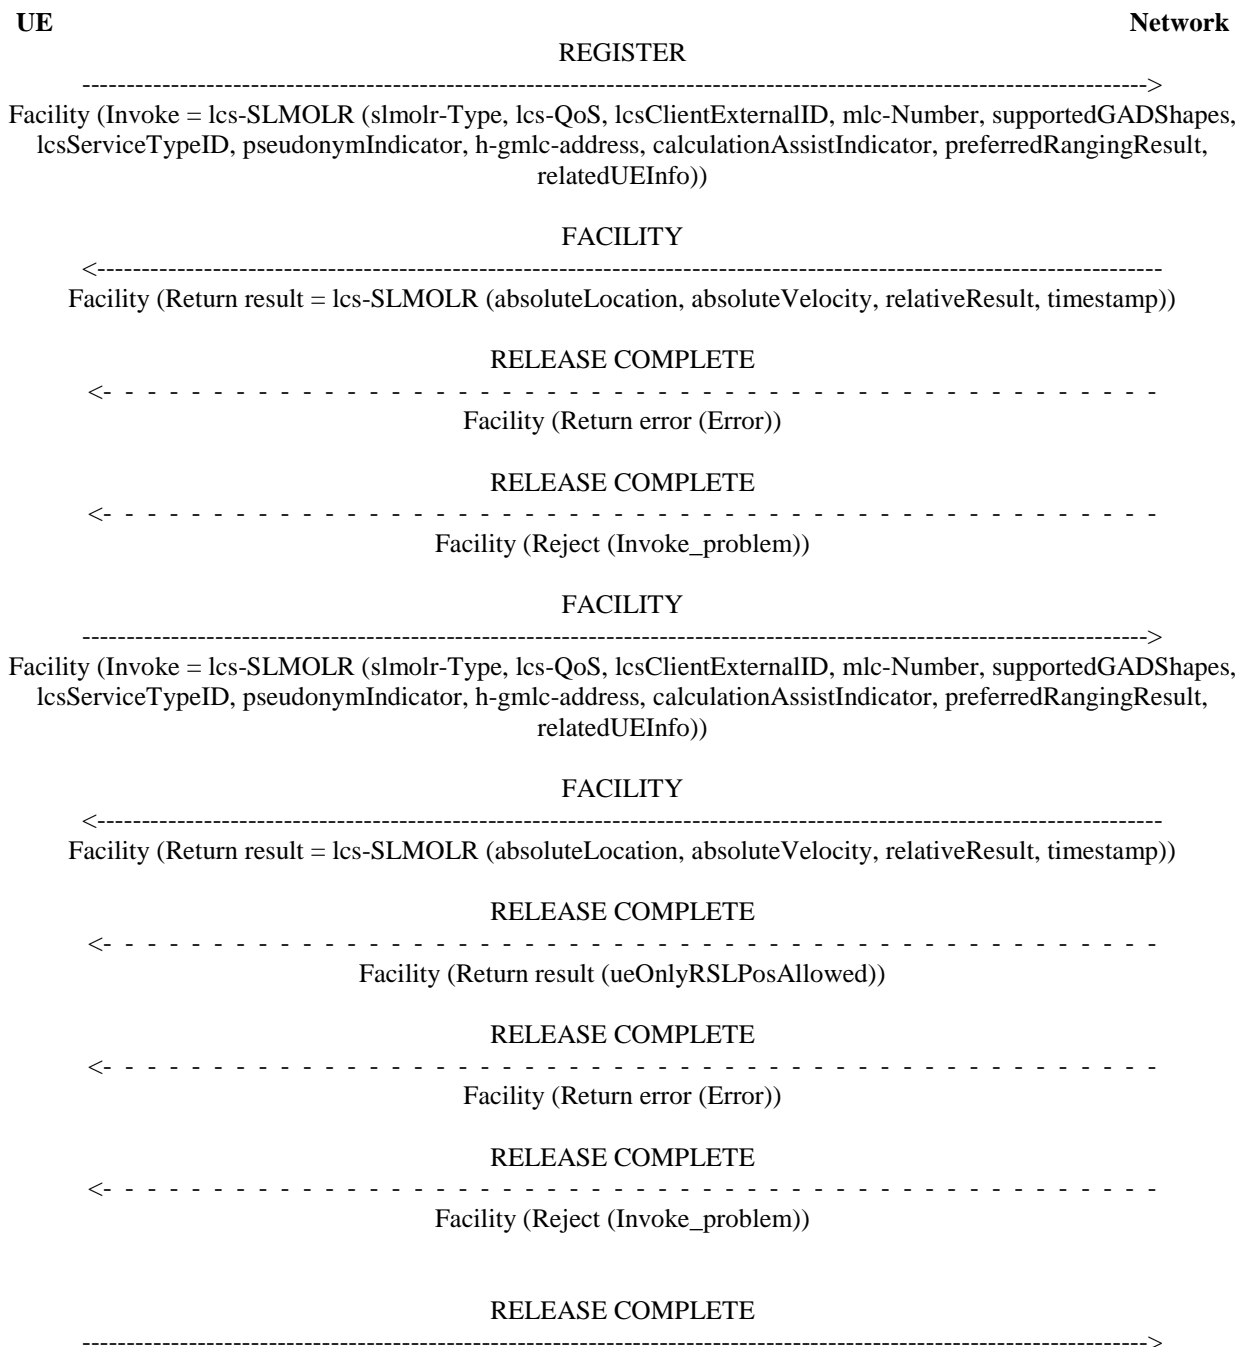 UE Network
REGISTER
------------------------------------------------------------------------------------------------------------------------>
Facility (Invoke = lcs-SLMOLR (slmolr-Type, lcs-QoS, lcsClientExternalID, mlc-Number, supportedGADShapes,
lcsServiceTypeID, pseudonymIndicator, h-gmlc-address, calculationAssistIndicator, preferredRangingResult,
relatedUEInfo))
FACILITY
<------------------------------------------------------------------------------------------------------------------------
Facility (Return result = lcs-SLMOLR (absoluteLocation, absoluteVelocity, relativeResult, timestamp))
RELEASE COMPLETE
<- - - - - - - - - - - - - - - - - - - - - - - - - - - - - - - - - - - - - - - - - - - - - - - - -
Facility (Return error (Error))
RELEASE COMPLETE
<- - - - - - - - - - - - - - - - - - - - - - - - - - - - - - - - - - - - - - - - - - - - - - - - -
Facility (Reject (Invoke_problem))
FACILITY
------------------------------------------------------------------------------------------------------------------------>
Facility (Invoke = lcs-SLMOLR (slmolr-Type, lcs-QoS, lcsClientExternalID, mlc-Number, supportedGADShapes,
lcsServiceTypeID, pseudonymIndicator, h-gmlc-address, calculationAssistIndicator, preferredRangingResult,
relatedUEInfo))
FACILITY
<------------------------------------------------------------------------------------------------------------------------
Facility (Return result = lcs-SLMOLR (absoluteLocation, absoluteVelocity, relativeResult, timestamp))
RELEASE COMPLETE
<- - - - - - - - - - - - - - - - - - - - - - - - - - - - - - - - - - - - - - - - - - - - - - - - -
Facility (Return result (ueOnlyRSLPosAllowed))
RELEASE COMPLETE
<- - - - - - - - - - - - - - - - - - - - - - - - - - - - - - - - - - - - - - - - - - - - - - - - -
Facility (Return error (Error))
RELEASE COMPLETE
<- - - - - - - - - - - - - - - - - - - - - - - - - - - - - - - - - - - - - - - - - - - - - - - - -
Facility (Reject (Invoke_problem))
RELEASE COMPLETE
------------------------------------------------------------------------------------------------------------------------>